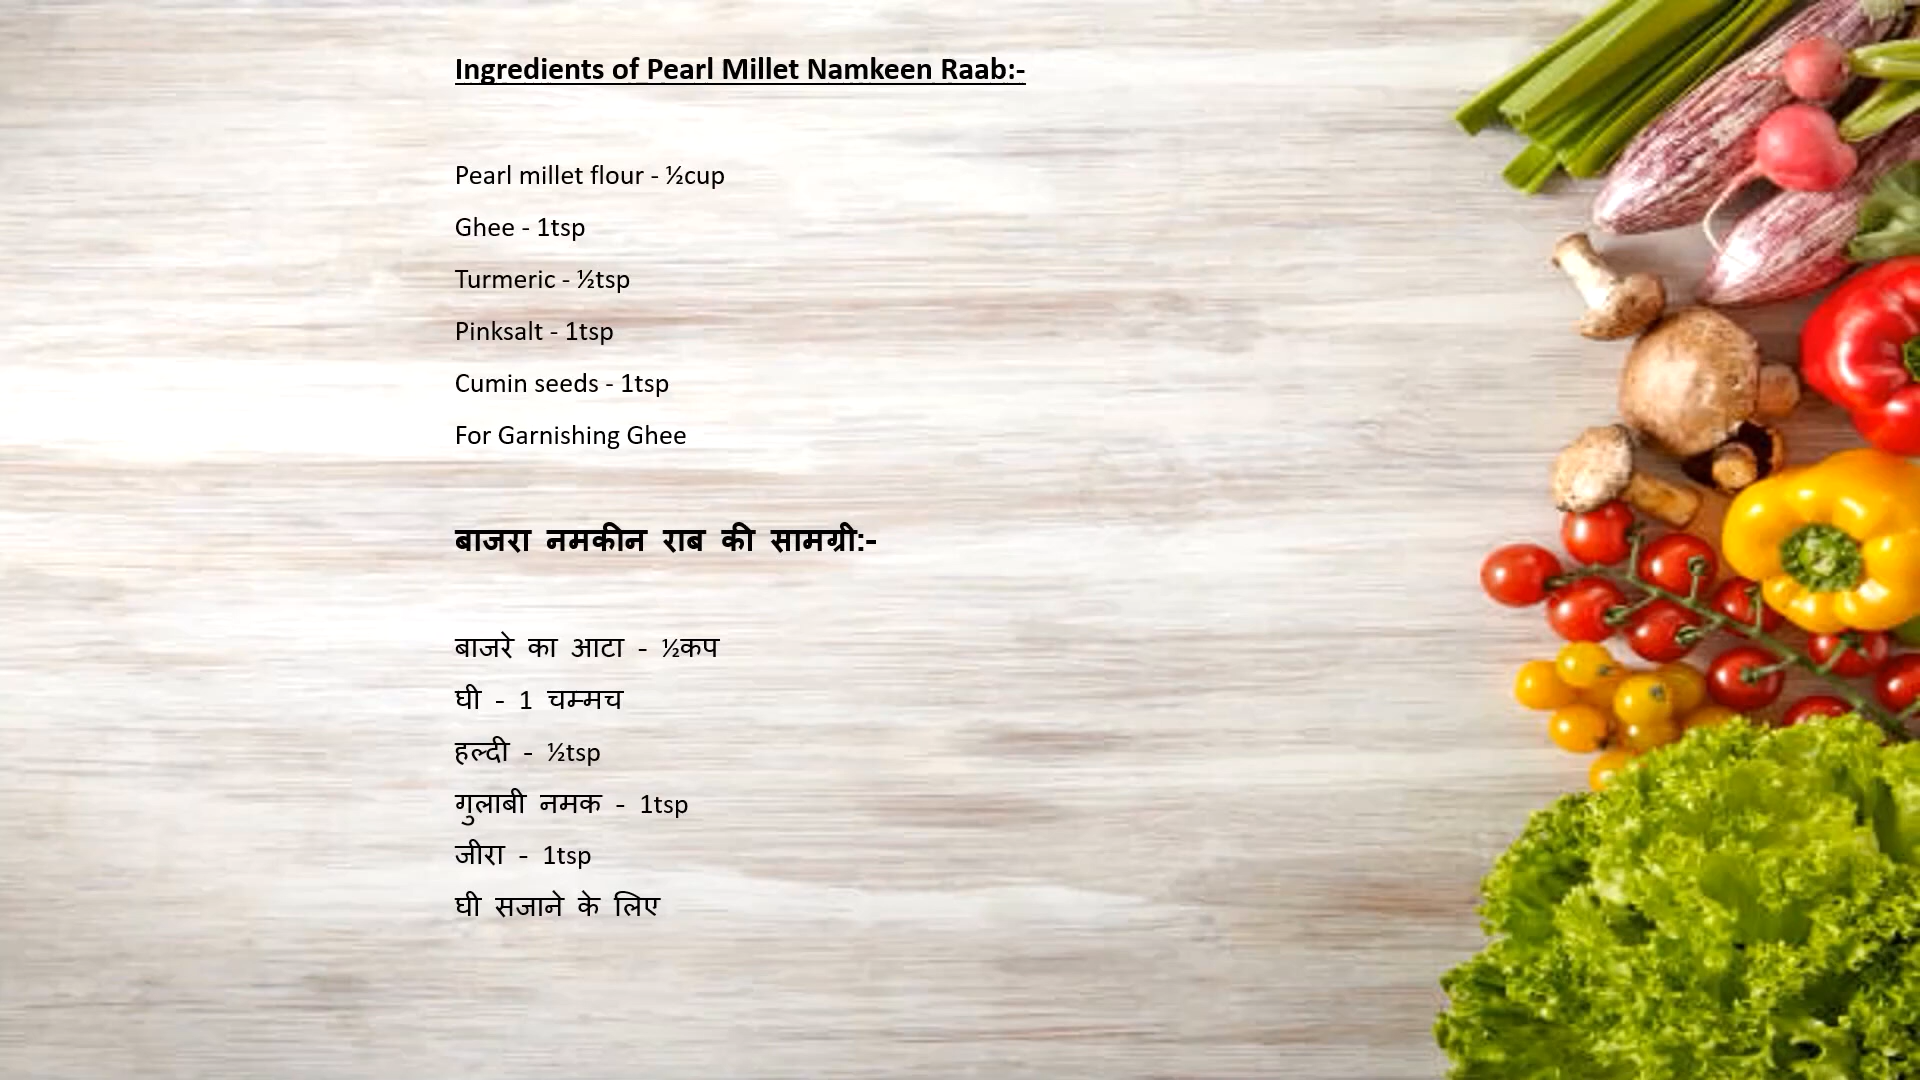 Ingredients of Pearl Millet Namkeen Raab:-
Pearl millet flour - ½cup
Ghee - 1tsp
Turmeric - ½tsp
Pinksalt - 1tsp
Cumin seeds - 1tsp
For Garnishing Ghee
बाजरा नमकीन राब की सामग्री:-
बाजरे का आटा - ½कप
घी - 1 चम्मच
हल्दी - ½tsp
गुलाबी नमक - 1tsp
जीरा - 1tsp
घी सजाने के लिए